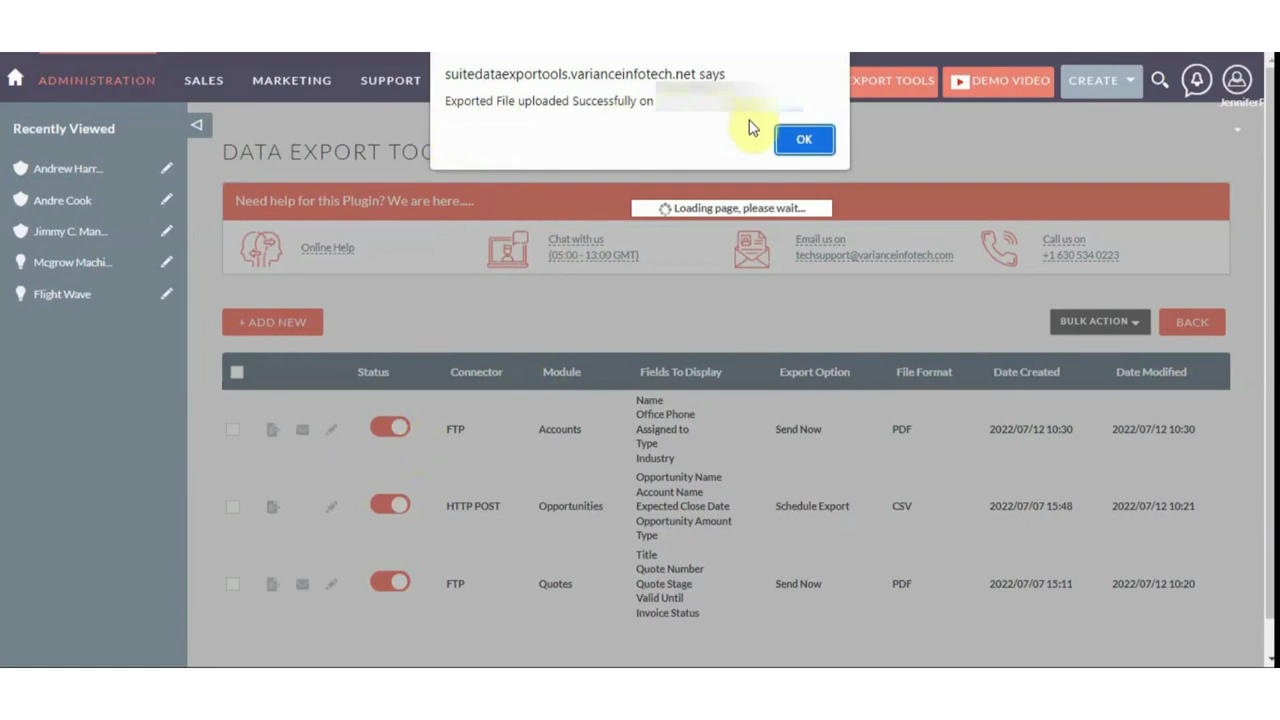 suitedataexportools.varianceinfotech.net says
Exported File uploaded Successfully on
OK
ADMINISTRATION SALES MARKETING SUPPORT EXPORT TOOLS DEMO VIDEO CREATE
Recently Viewed
Andrew Harr...
Andre Cook
Jimmy C. Man...
Mcgrow Machi...
Flight Wave
DATA EXPORT TOO
Need help for this Plugin? We are here.....
Loading page, please wait...
Online Help
Chat with us
(05:00 - 13:00 GMT)
Email us on
techsupport@varianceinfotech.com
Call us on
+1 630 534 0223
+ ADD NEW
BULK ACTION
BACK
Status Connector Module Fields To Display Export Option File Format Date Created Date Modified
FTP Accounts
Name
Office Phone
Assigned to
Type
Industry
Send Now PDF 2022/07/12 10:30 2022/07/12 10:30
HTTP POST Opportunities
Opportunity Name
Account Name
Expected Close Date
Opportunity Amount
Type
Schedule Export CSV 2022/07/07 15:48 2022/07/12 10:21
FTP Quotes
Title
Quote Number
Quote Stage
Valid Until
Invoice Status
Send Now PDF 2022/07/07 15:11 2022/07/12 10:20